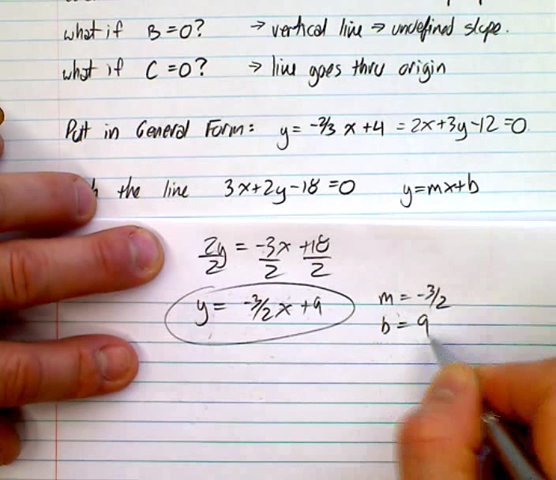 what if B=0? → vertical line → undefined slope.
what if C=0? → line goes thru origin
Put in General Form: y= -2/3 x +4 = 2x+3y-12=0
the line 3x+2y-18=0 y=mx+b
2y/2 = -3x/2 +18/2
y= -3/2 x +9 m = -3/2
b = 9